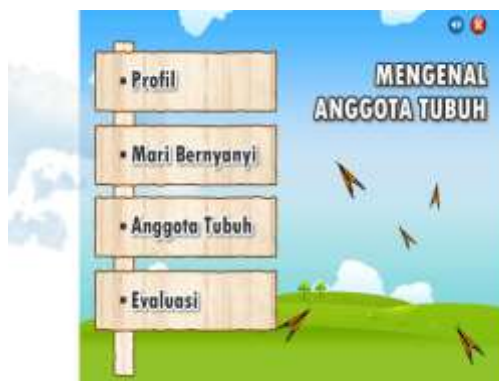 MENGENAL
ANGGOTA TUBUH
• Profil
• Mari Bernyanyi
• Anggota Tubuh
• Evaluasi